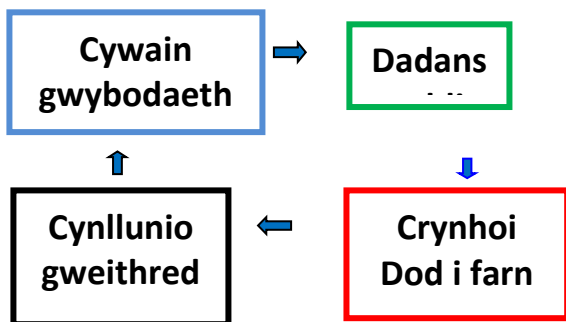 Cywain
gwybodaeth
Dadans
Crynhoi
Dod i farn
Cynllunio
gweithred